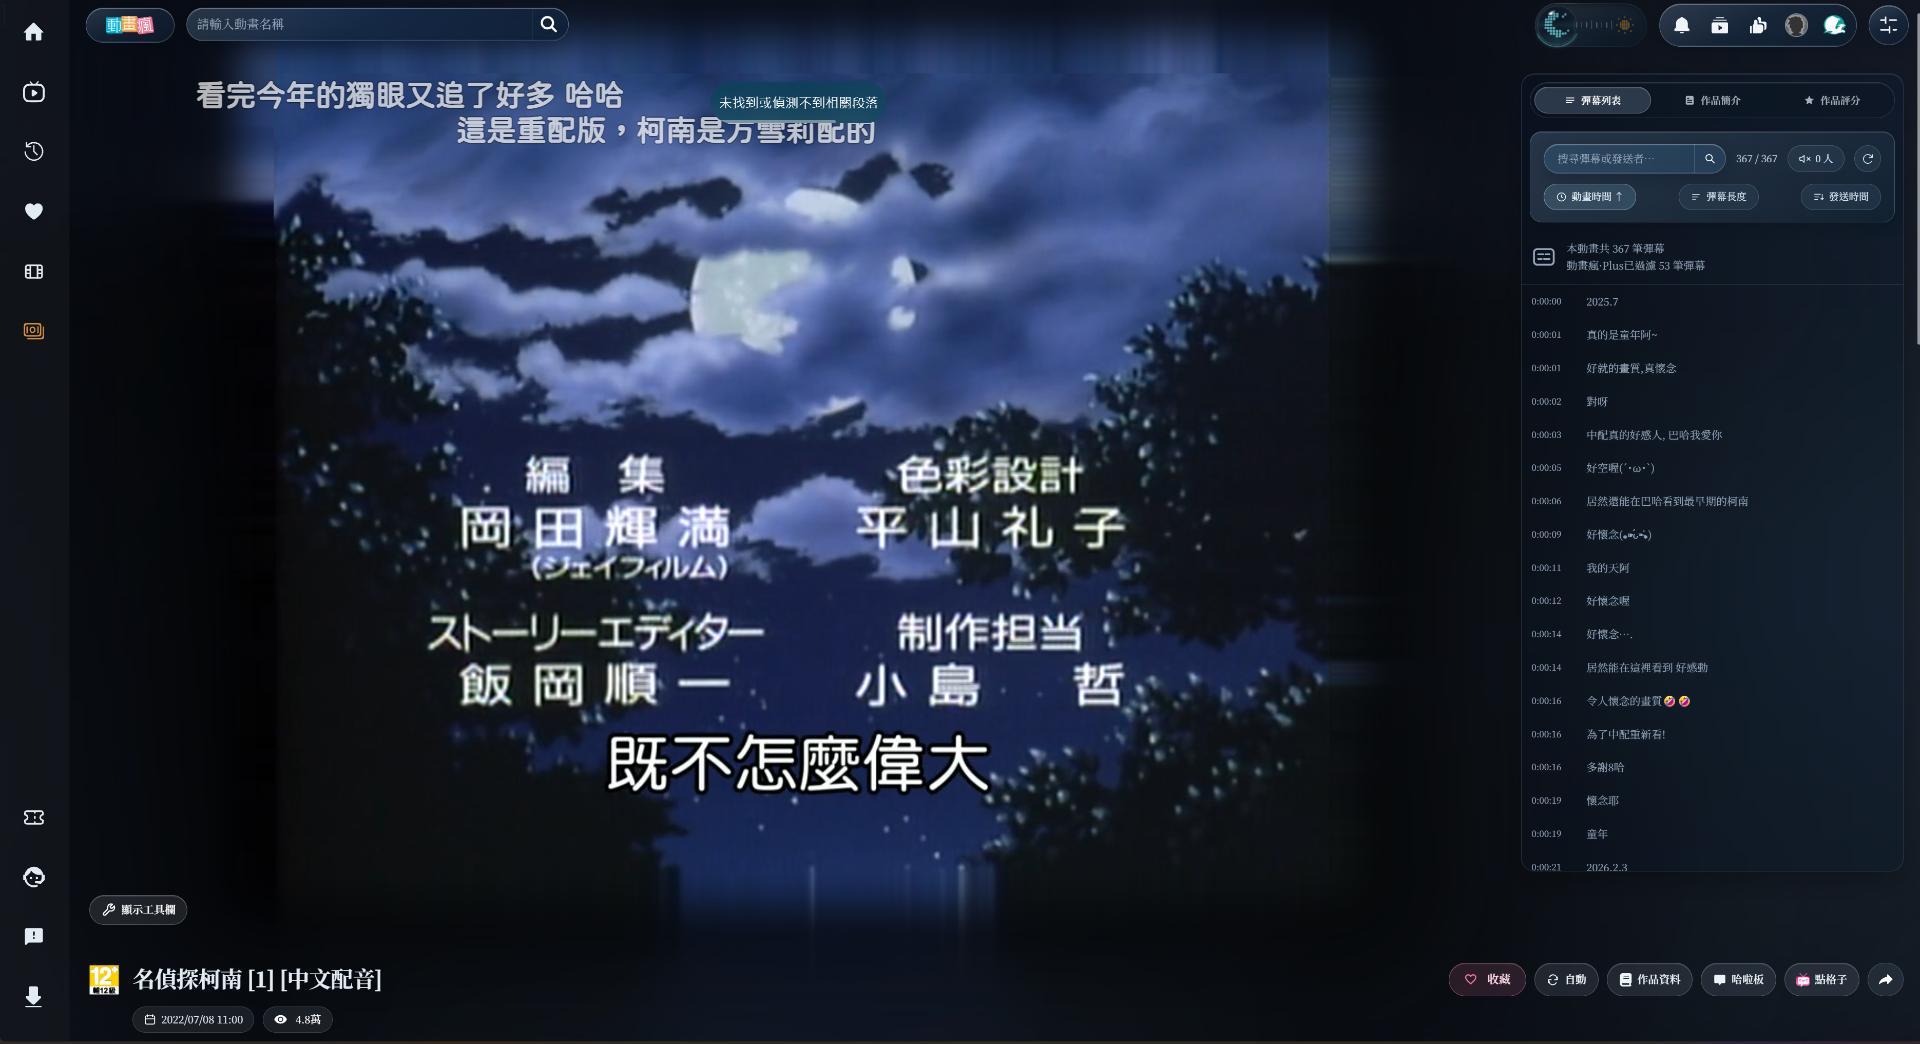 動畫瘋
請輸入動畫名稱
看完今年的獨眼又追了好多 哈哈
未找到或偵測不到相關段落
這是重配版，柯南是方雪莉配的
編 集
色彩設計
岡田輝満
平山礼子
(ジェイフィルム)
ストーリーエディター
制作担当
飯岡順一
小島 哲
既不怎麼偉大
顯示工具欄
12+
名偵探柯南 [1] [中文配音]
2022/07/08 11:00
4.8萬
收藏
自動
作品資料
哈啦板
點格子
彈幕列表
作品簡介
作品評分
搜尋彈幕或發送者…
367 / 367
0 人
動畫時間 ↑
彈幕長度
發送時間
本動畫共 367 筆彈幕
動畫瘋·Plus已過濾 53 筆彈幕
0:00:00 2025.7
0:00:01 真的是童年阿~
0:00:01 好就的畫質,真懷念
0:00:02 對呀
0:00:03 中配真的好感人, 巴哈我愛你
0:00:05 好空喔(´･ω･`)
0:00:06 居然還能在巴哈看到最早期的柯南
0:00:09 好懷念
0:00:11 我的天阿
0:00:12 好懷念喔
0:00:14 好懷念….
0:00:14 居然能在這裡看到 好感動
0:00:16 令人懷念的畫質🤣🤣
0:00:16 為了中配重新看!
0:00:16 多謝8哈
0:00:19 懷念耶
0:00:19 童年
0:00:21 2026.2.3